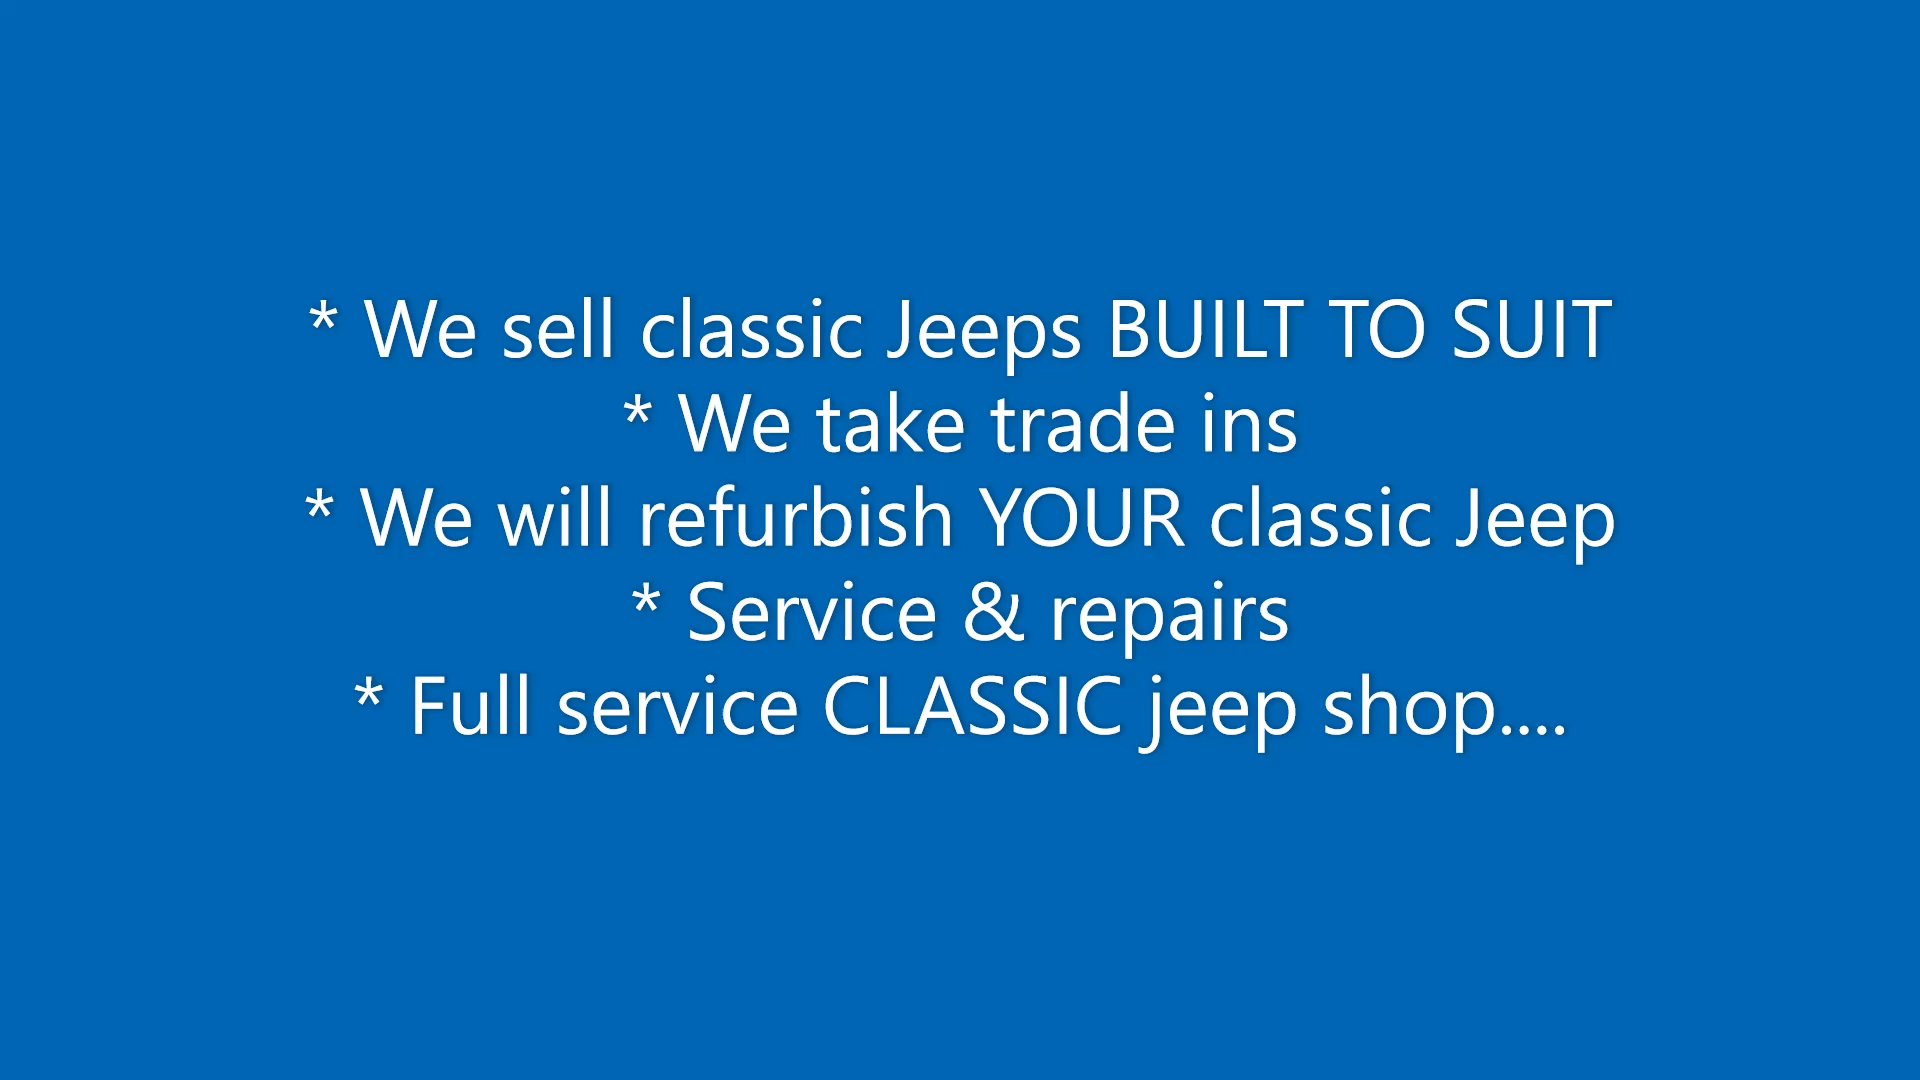 * We sell classic Jeeps BUILT TO SUIT
* We take trade ins
* We will refurbish YOUR classic Jeep
* Service & repairs
* Full service CLASSIC jeep shop....